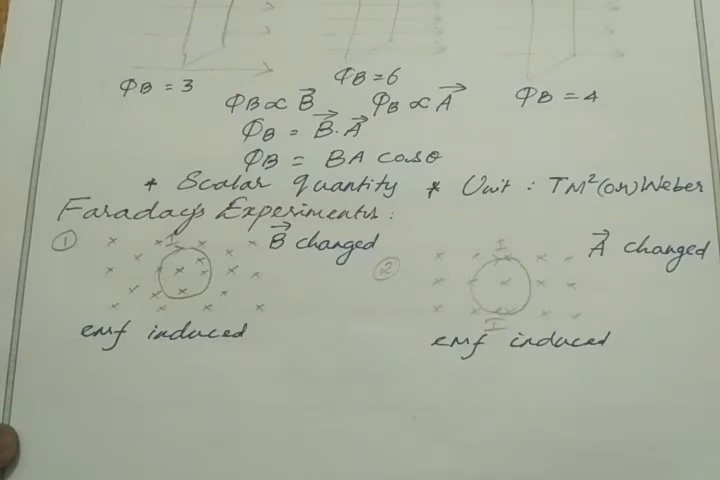 ΦB = 3
ΦB = 6
ΦB = 4
ΦB ∝ B⃗ ΦB ∝ A⃗
ΦB = B⃗ . A⃗
ΦB = BA cosθ
* Scalar quantity * Unit : TM² (or) Weber
Faraday's Experiments :
① B⃗ changed
I
emf induced
② A⃗ changed
I
I
emf induced